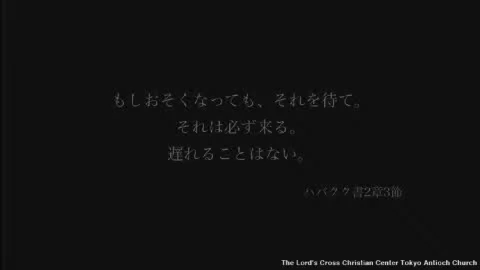 もしおそくなっても、それを待て。
それは必ず来る。
遅れることはない。
ハバクク書2章3節
The Lord's Cross Christian Center Tokyo Antioch Church